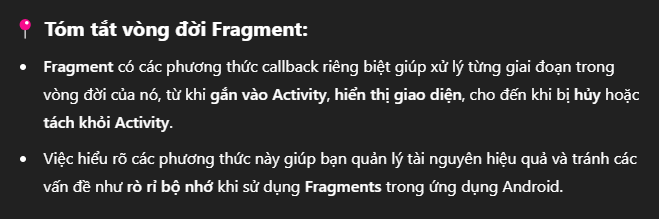 📍 Tóm tắt vòng đời Fragment:
• Fragment có các phương thức callback riêng biệt giúp xử lý từng giai đoạn trong
vòng đời của nó, từ khi gắn vào Activity, hiển thị giao diện, cho đến khi bị hủy hoặc
tách khỏi Activity.
• Việc hiểu rõ các phương thức này giúp bạn quản lý tài nguyên hiệu quả và tránh các
vấn đề như rò rỉ bộ nhớ khi sử dụng Fragments trong ứng dụng Android.